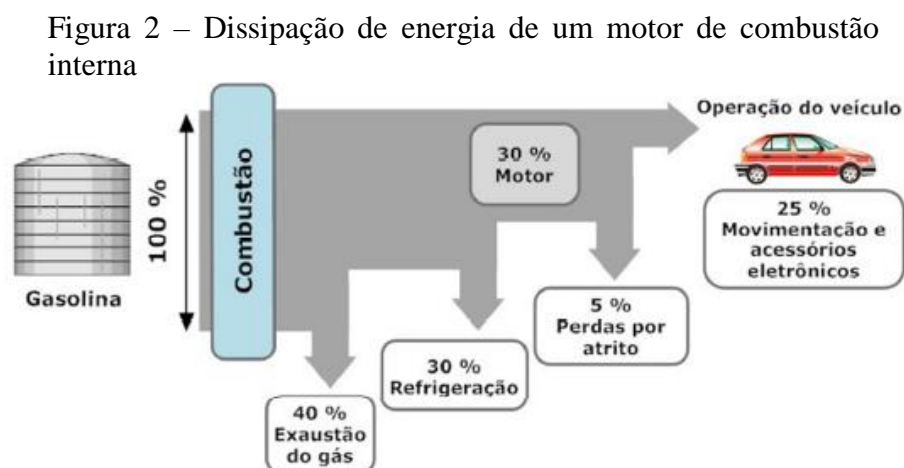 Figura 2 – Dissipação de energia de um motor de combustão
interna
Operação do veículo
30 %
Motor
100 %
Combustão
Gasolina
25 %
Movimentação e
acessórios
eletrônicos
5 %
Perdas por
atrito
30 %
Refrigeração
40 %
Exaustão
do gás